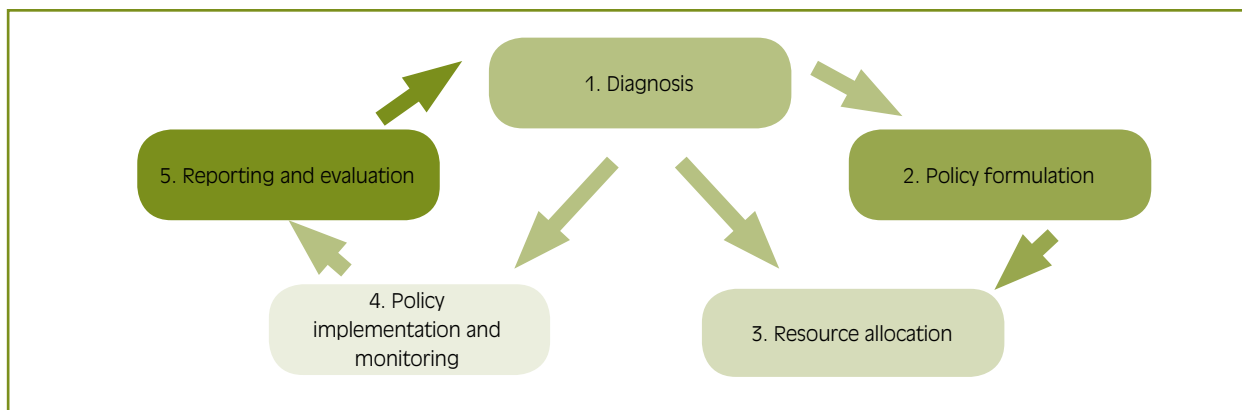 1. Diagnosis
2. Policy formulation
3. Resource allocation
4. Policy
implementation and
monitoring
5. Reporting and evaluation